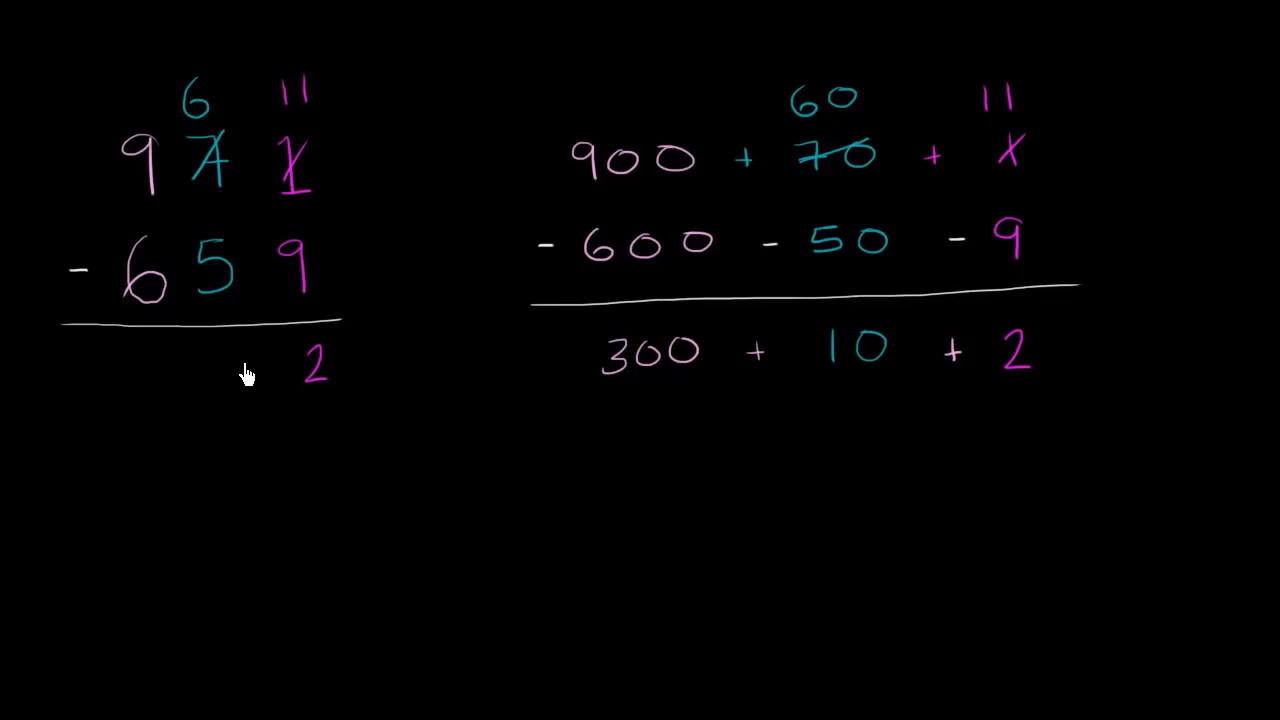 6 11
9 7 1
- 6 5 9
2
60 11
900 + 70 + 1
- 600 - 50 - 9
300 + 10 + 2